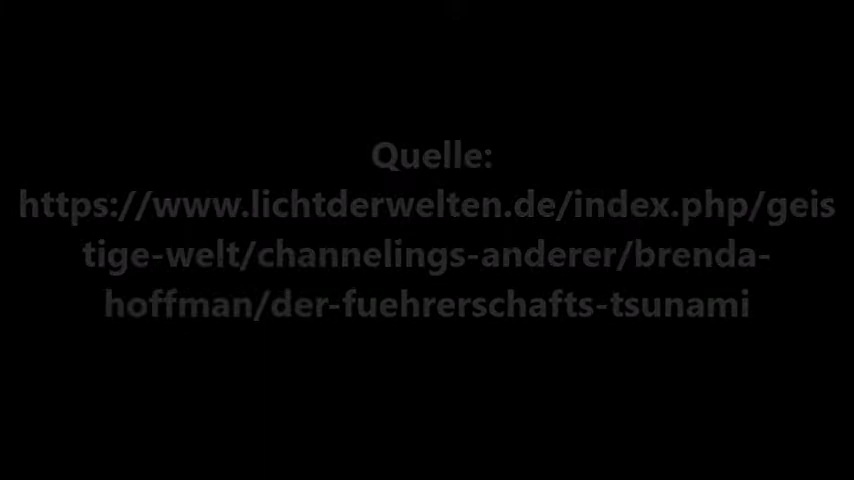 Quelle:
https://www.lichtderwelten.de/index.php/geis
tige-welt/channelings-anderer/brenda-
hoffman/der-fuehrerschafts-tsunami